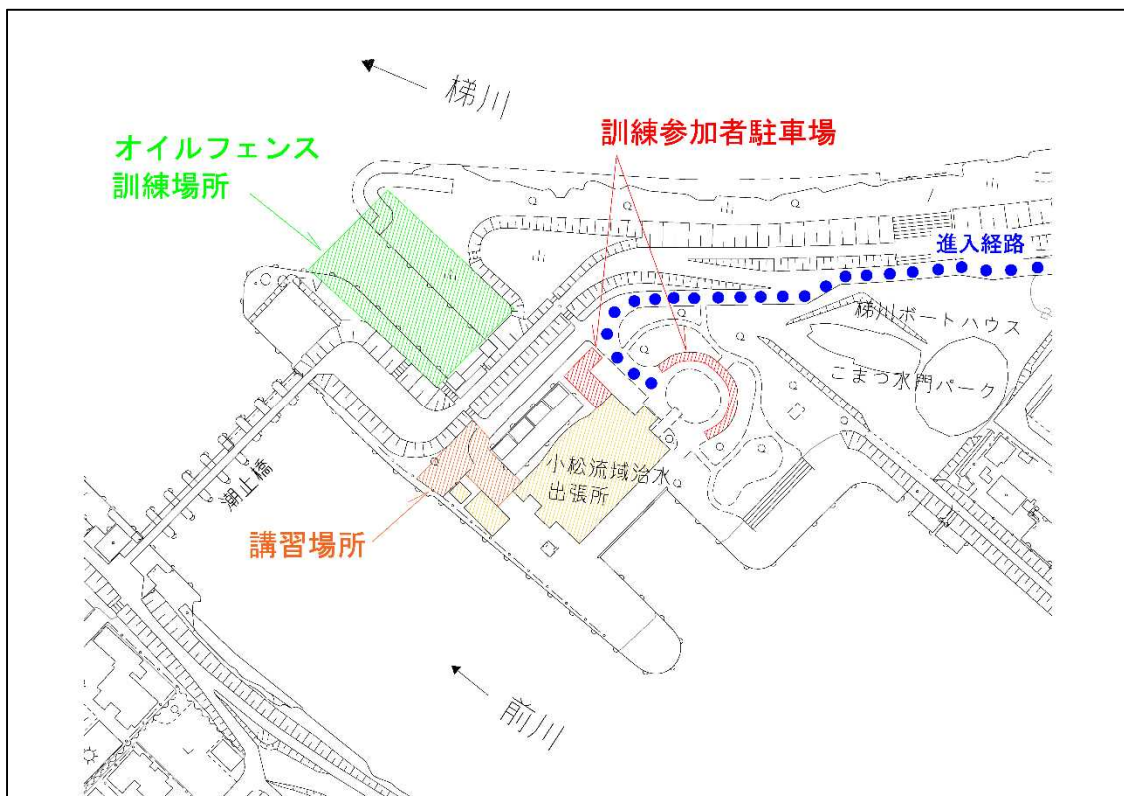 梯川
オイルフェンス
訓練場所
訓練参加者駐車場
進入経路
梯川ボートハウス
こまつ水門パーク
小松流域治水
出張所
潮止橋
講習場所
前川